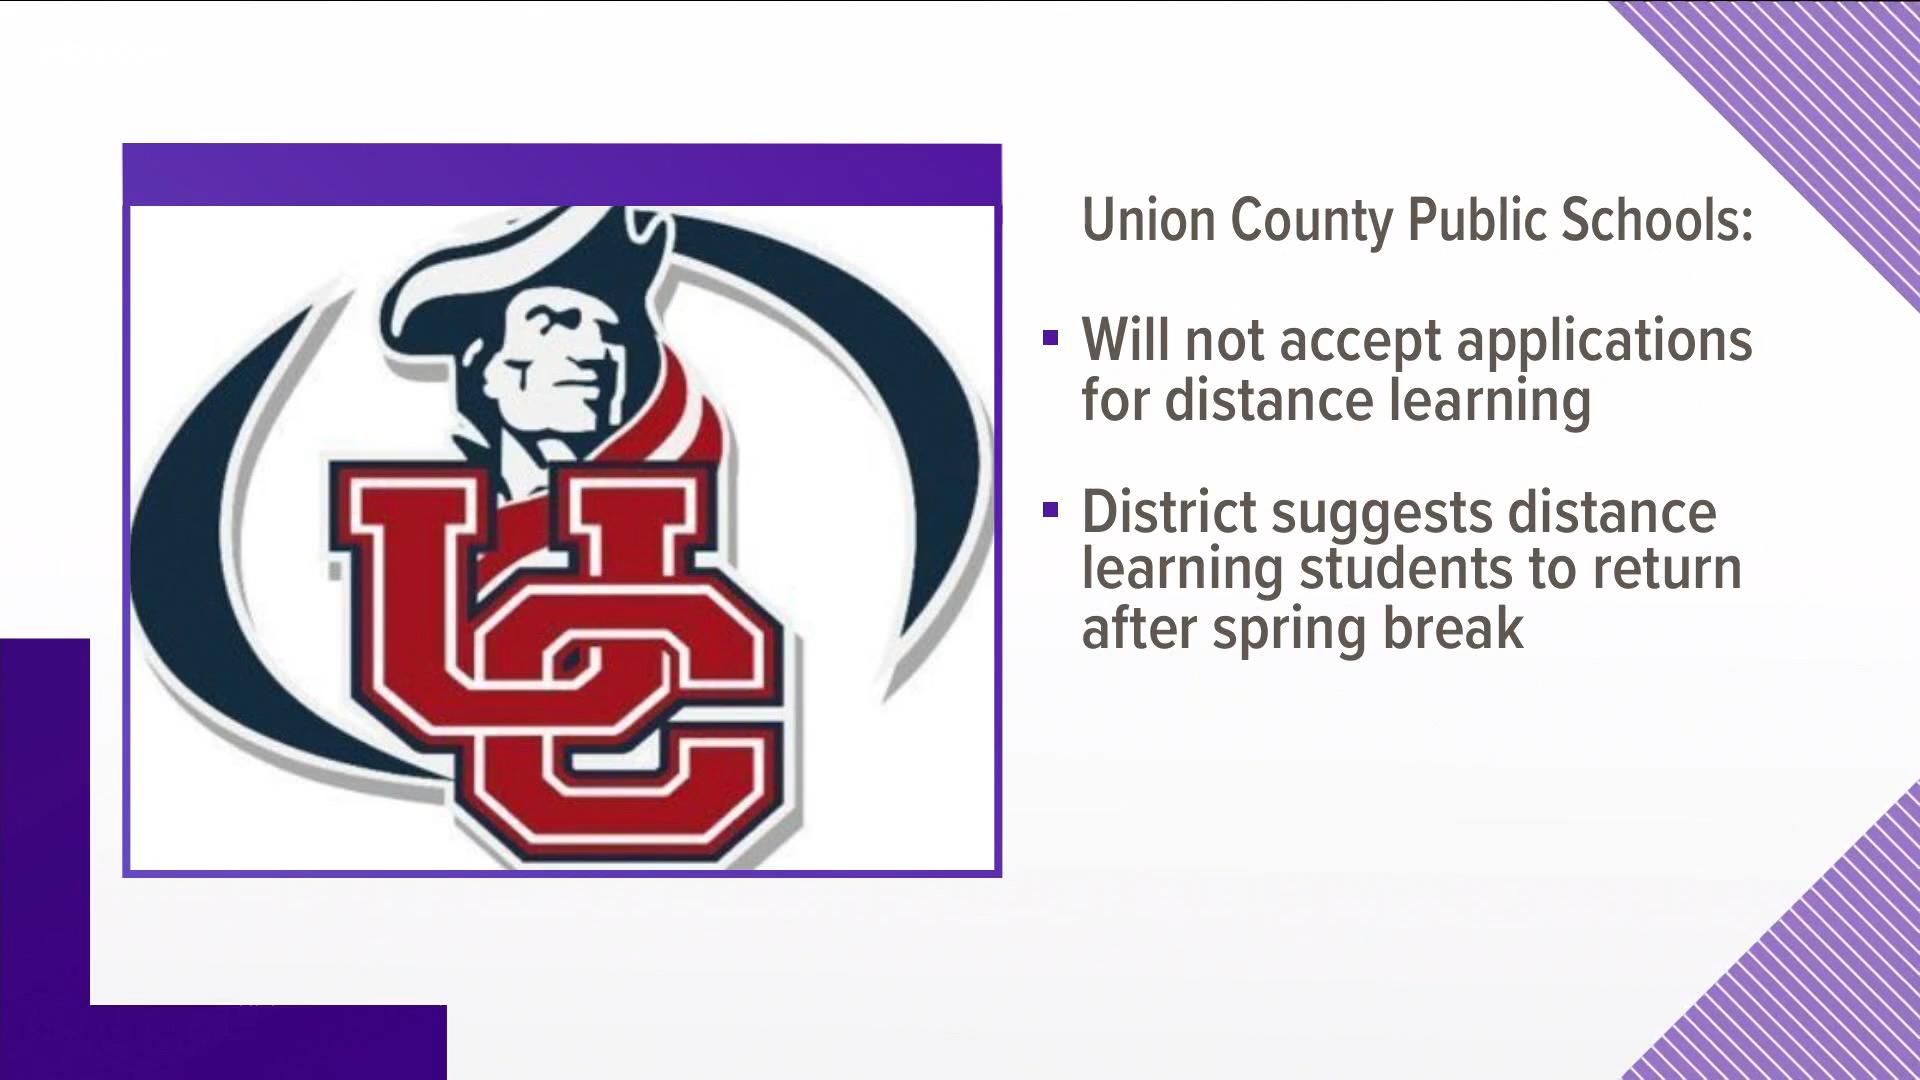 UC
Union County Public Schools:
Will not accept applications
for distance learning
District suggests distance
learning students to return
after spring break